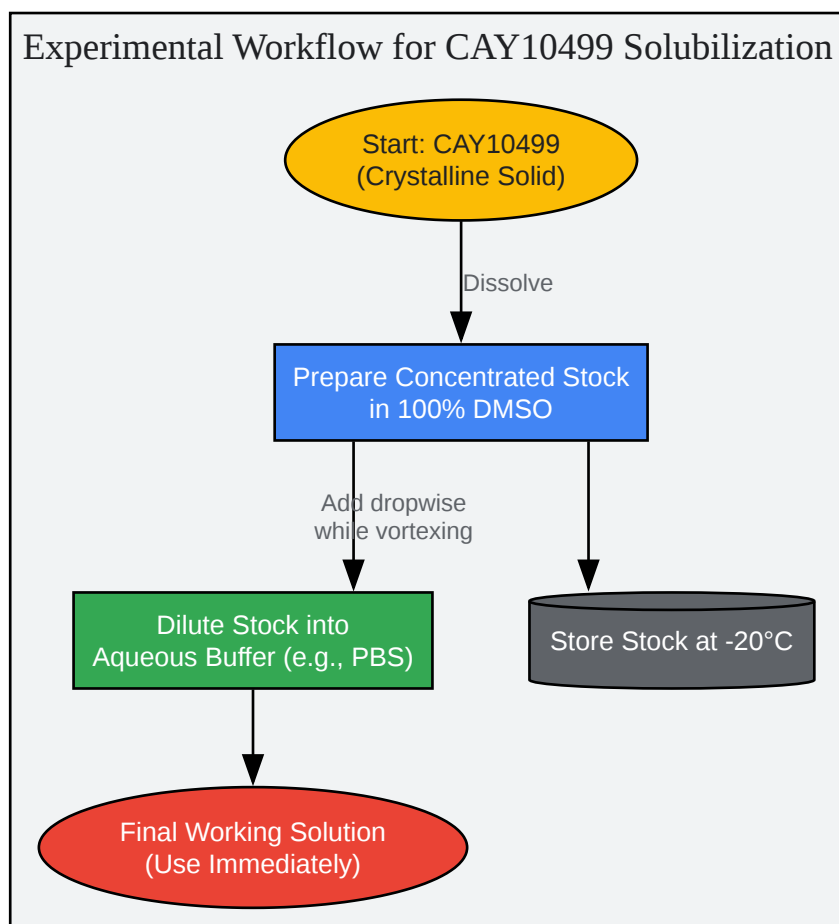 Experimental Workflow for CAY10499 Solubilization
Start: CAY10499
(Crystalline Solid)
Dissolve
Prepare Concentrated Stock
in 100% DMSO
Add dropwise
while vortexing
Dilute Stock into
Aqueous Buffer (e.g., PBS)
Store Stock at -20°C
Final Working Solution
(Use Immediately)